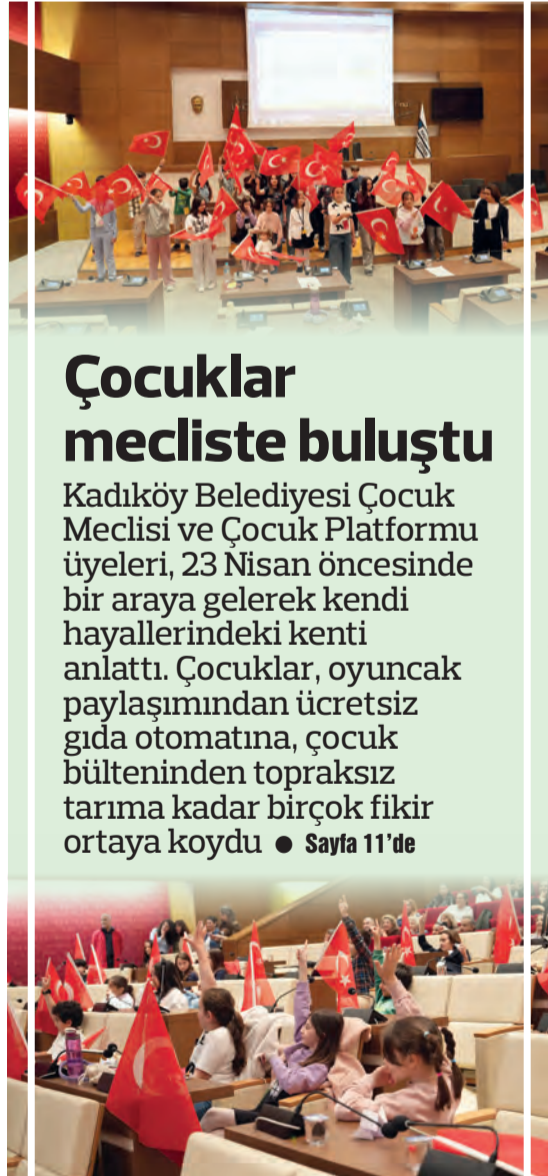 Çocuklar
mecliste buluştu
Kadıköy Belediyesi Çocuk
Meclisi ve Çocuk Platformu
üyeleri, 23 Nisan öncesinde
bir araya gelerek kendi
hayallerindeki kenti
anlattı. Çocuklar, oyuncak
paylaşımından ücretsiz
gıda otomatına, çocuk
bülteninden topraksız
tarıma kadar birçok fikir
ortaya koydu ● Sayfa 11’de